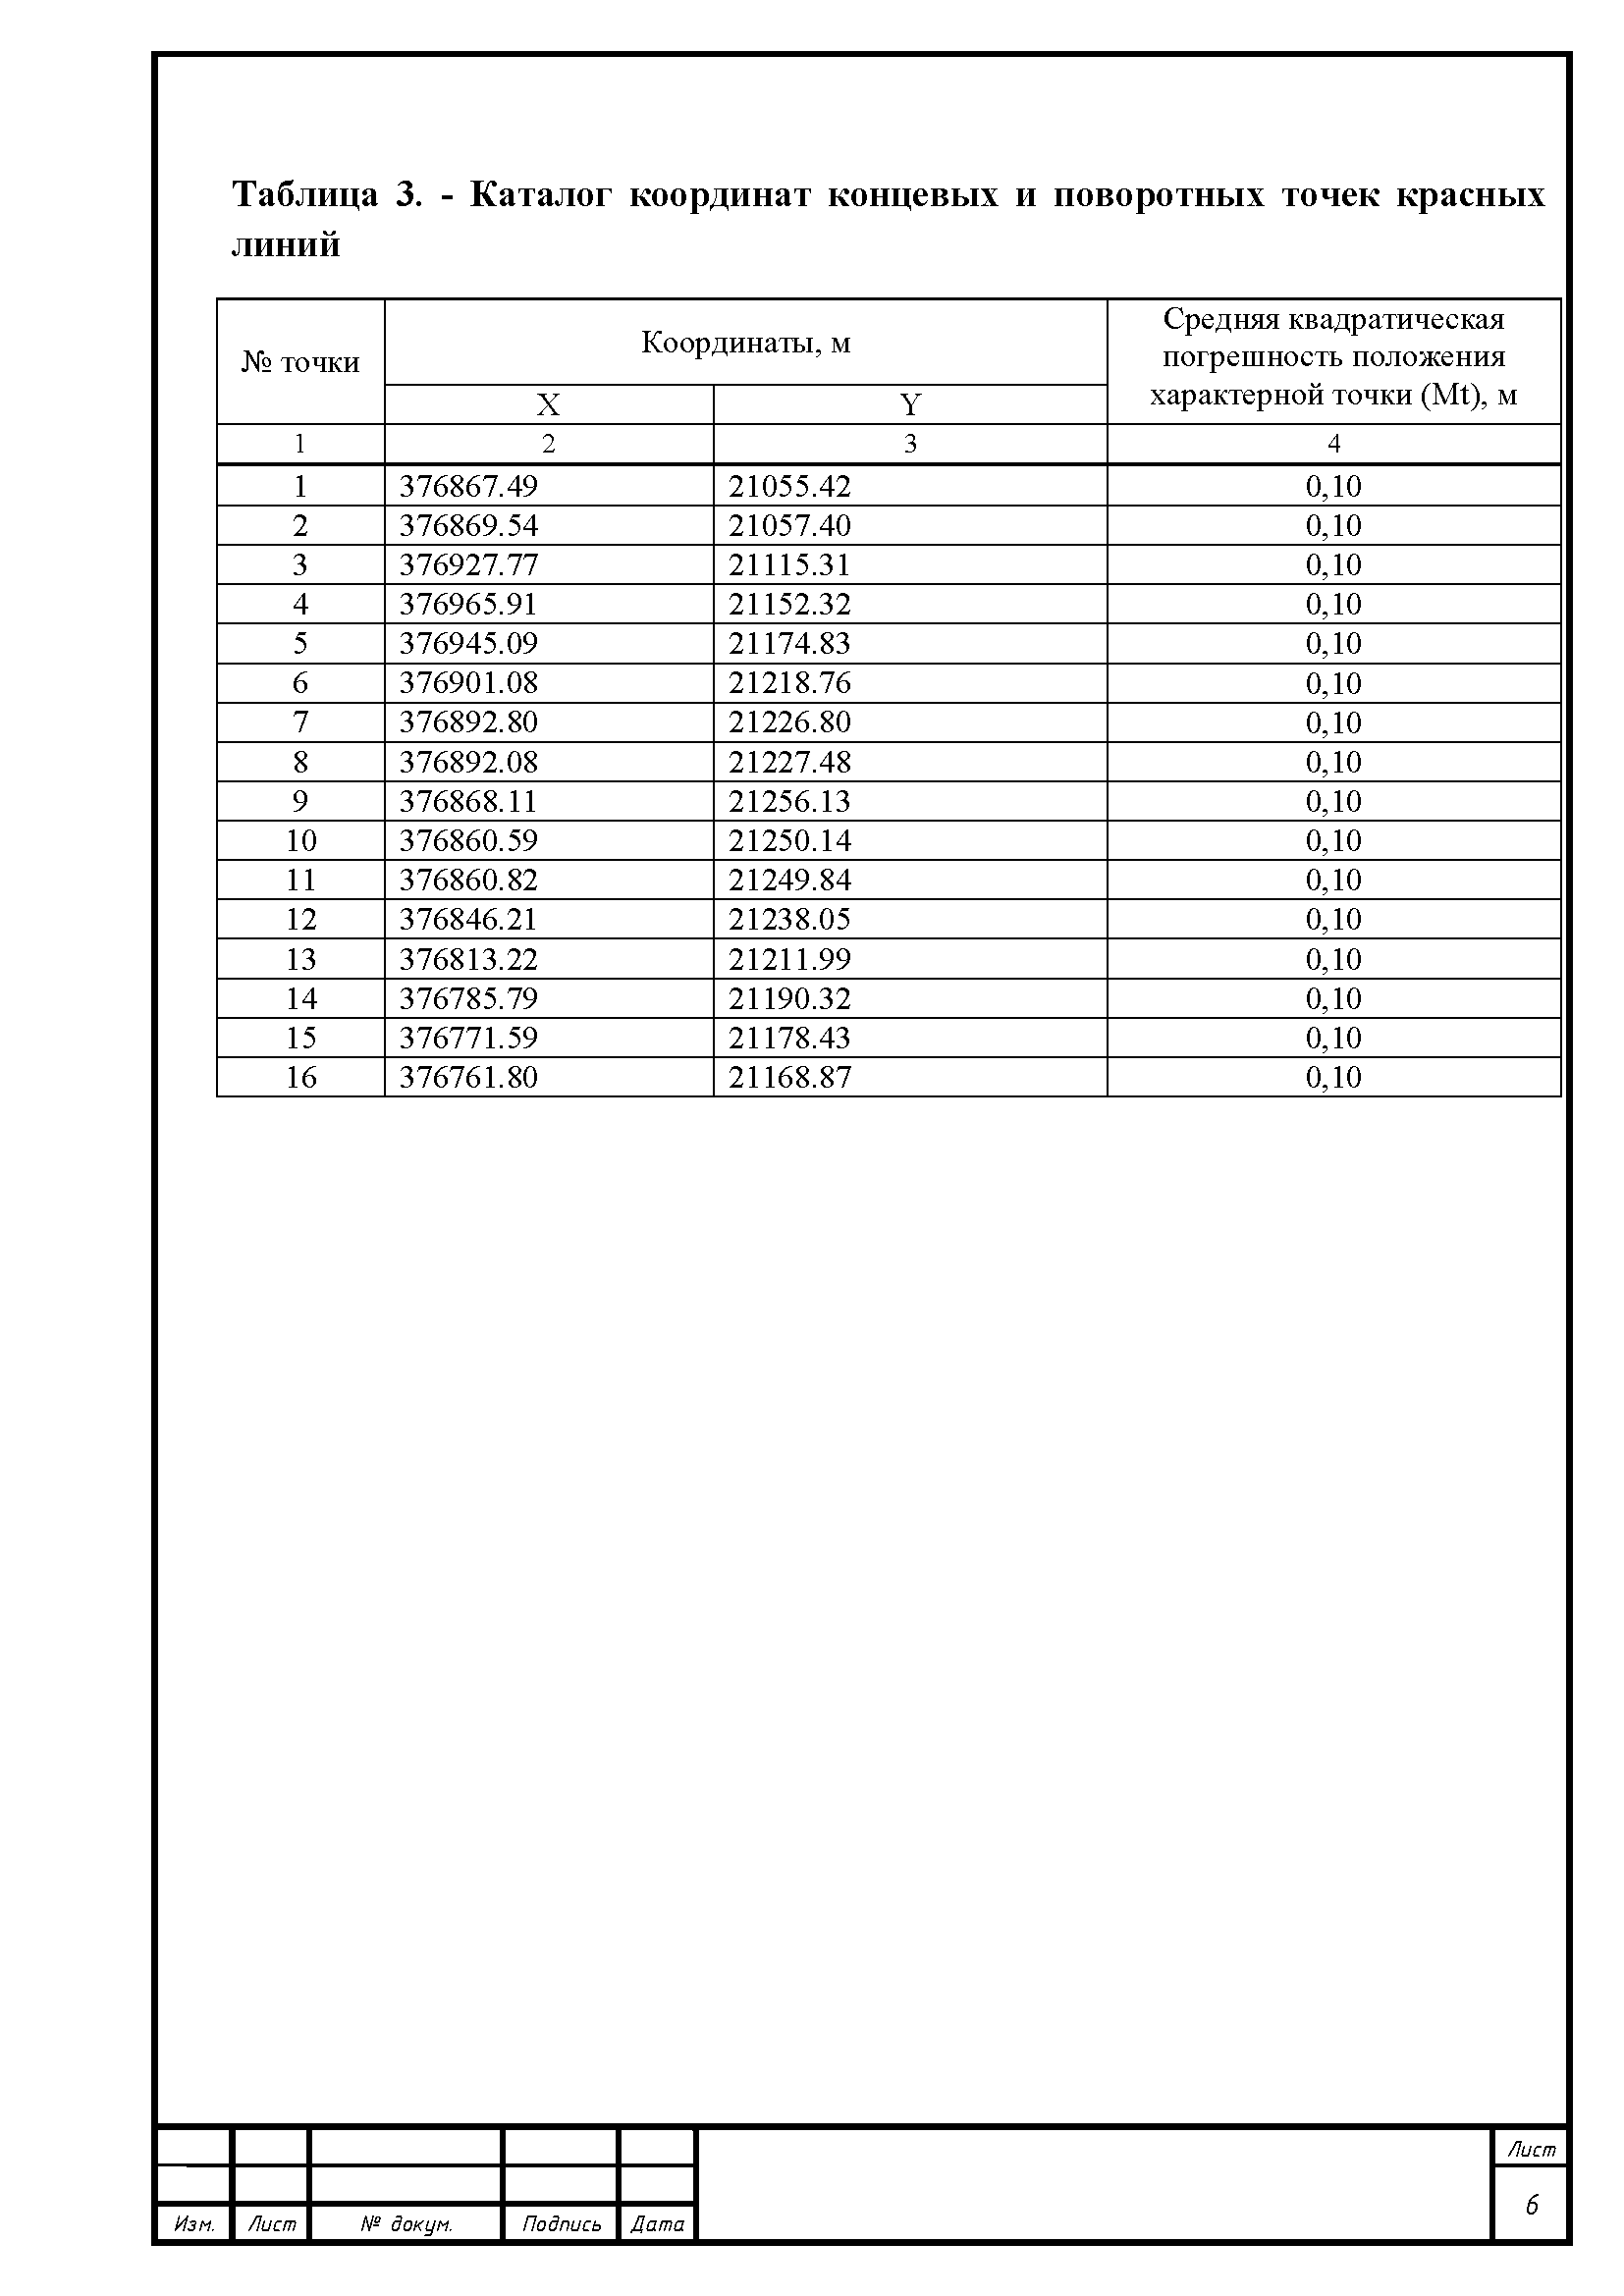 Таблица 3. - Каталог координат концевых и поворотных точек красных
линий
№ точки Координаты, м Средняя квадратическая
погрешность положения
характерной точки (Mt), м
X Y
1 2 3 4
1 376867.49 21055.42 0,10
2 376869.54 21057.40 0,10
3 376927.77 21115.31 0,10
4 376965.91 21152.32 0,10
5 376945.09 21174.83 0,10
6 376901.08 21218.76 0,10
7 376892.80 21226.80 0,10
8 376892.08 21227.48 0,10
9 376868.11 21256.13 0,10
10 376860.59 21250.14 0,10
11 376860.82 21249.84 0,10
12 376846.21 21238.05 0,10
13 376813.22 21211.99 0,10
14 376785.79 21190.32 0,10
15 376771.59 21178.43 0,10
16 376761.80 21168.87 0,10
Лист
6
Изм. Лист № докум. Подпись Дата